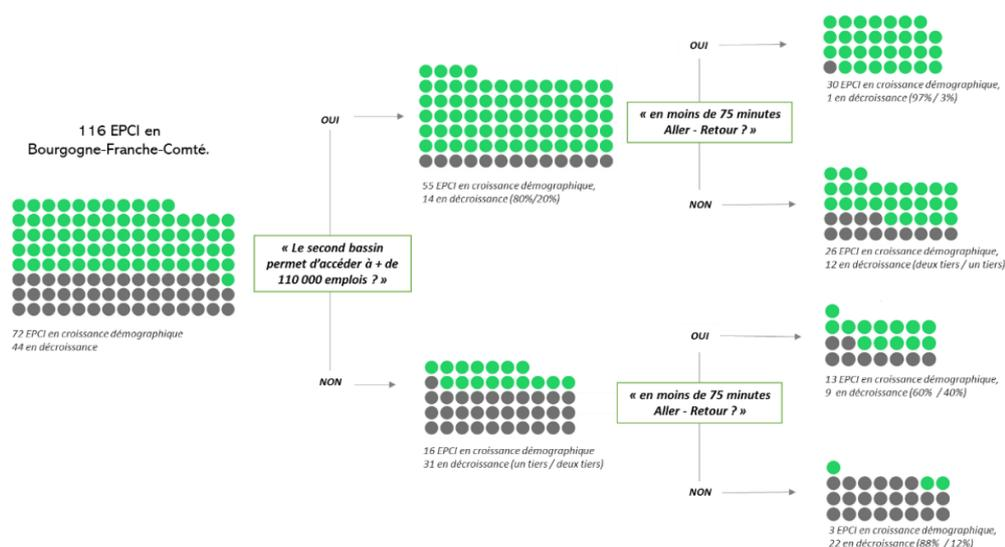 116 EPCI en
Bourgogne-Franche-Comté.
72 EPCI en croissance démographique
44 en décroissance
« Le second bassin
permet d'accéder à + de
110 000 emplois ? »
OUI
55 EPCI en croissance démographique,
14 en décroissance (80%/20%)
NON
16 EPCI en croissance démographique
31 en décroissance (un tiers / deux tiers)
« en moins de 75 minutes
Aller - Retour ? »
OUI
30 EPCI en croissance démographique,
1 en décroissance (97% / 3%)
NON
26 EPCI en croissance démographique,
12 en décroissance (deux tiers / un tiers)
« en moins de 75 minutes
Aller - Retour ? »
OUI
13 EPCI en croissance démographique,
9 en décroissance (60% / 40%)
NON
3 EPCI en croissance démographique,
22 en décroissance (88% / 12%)